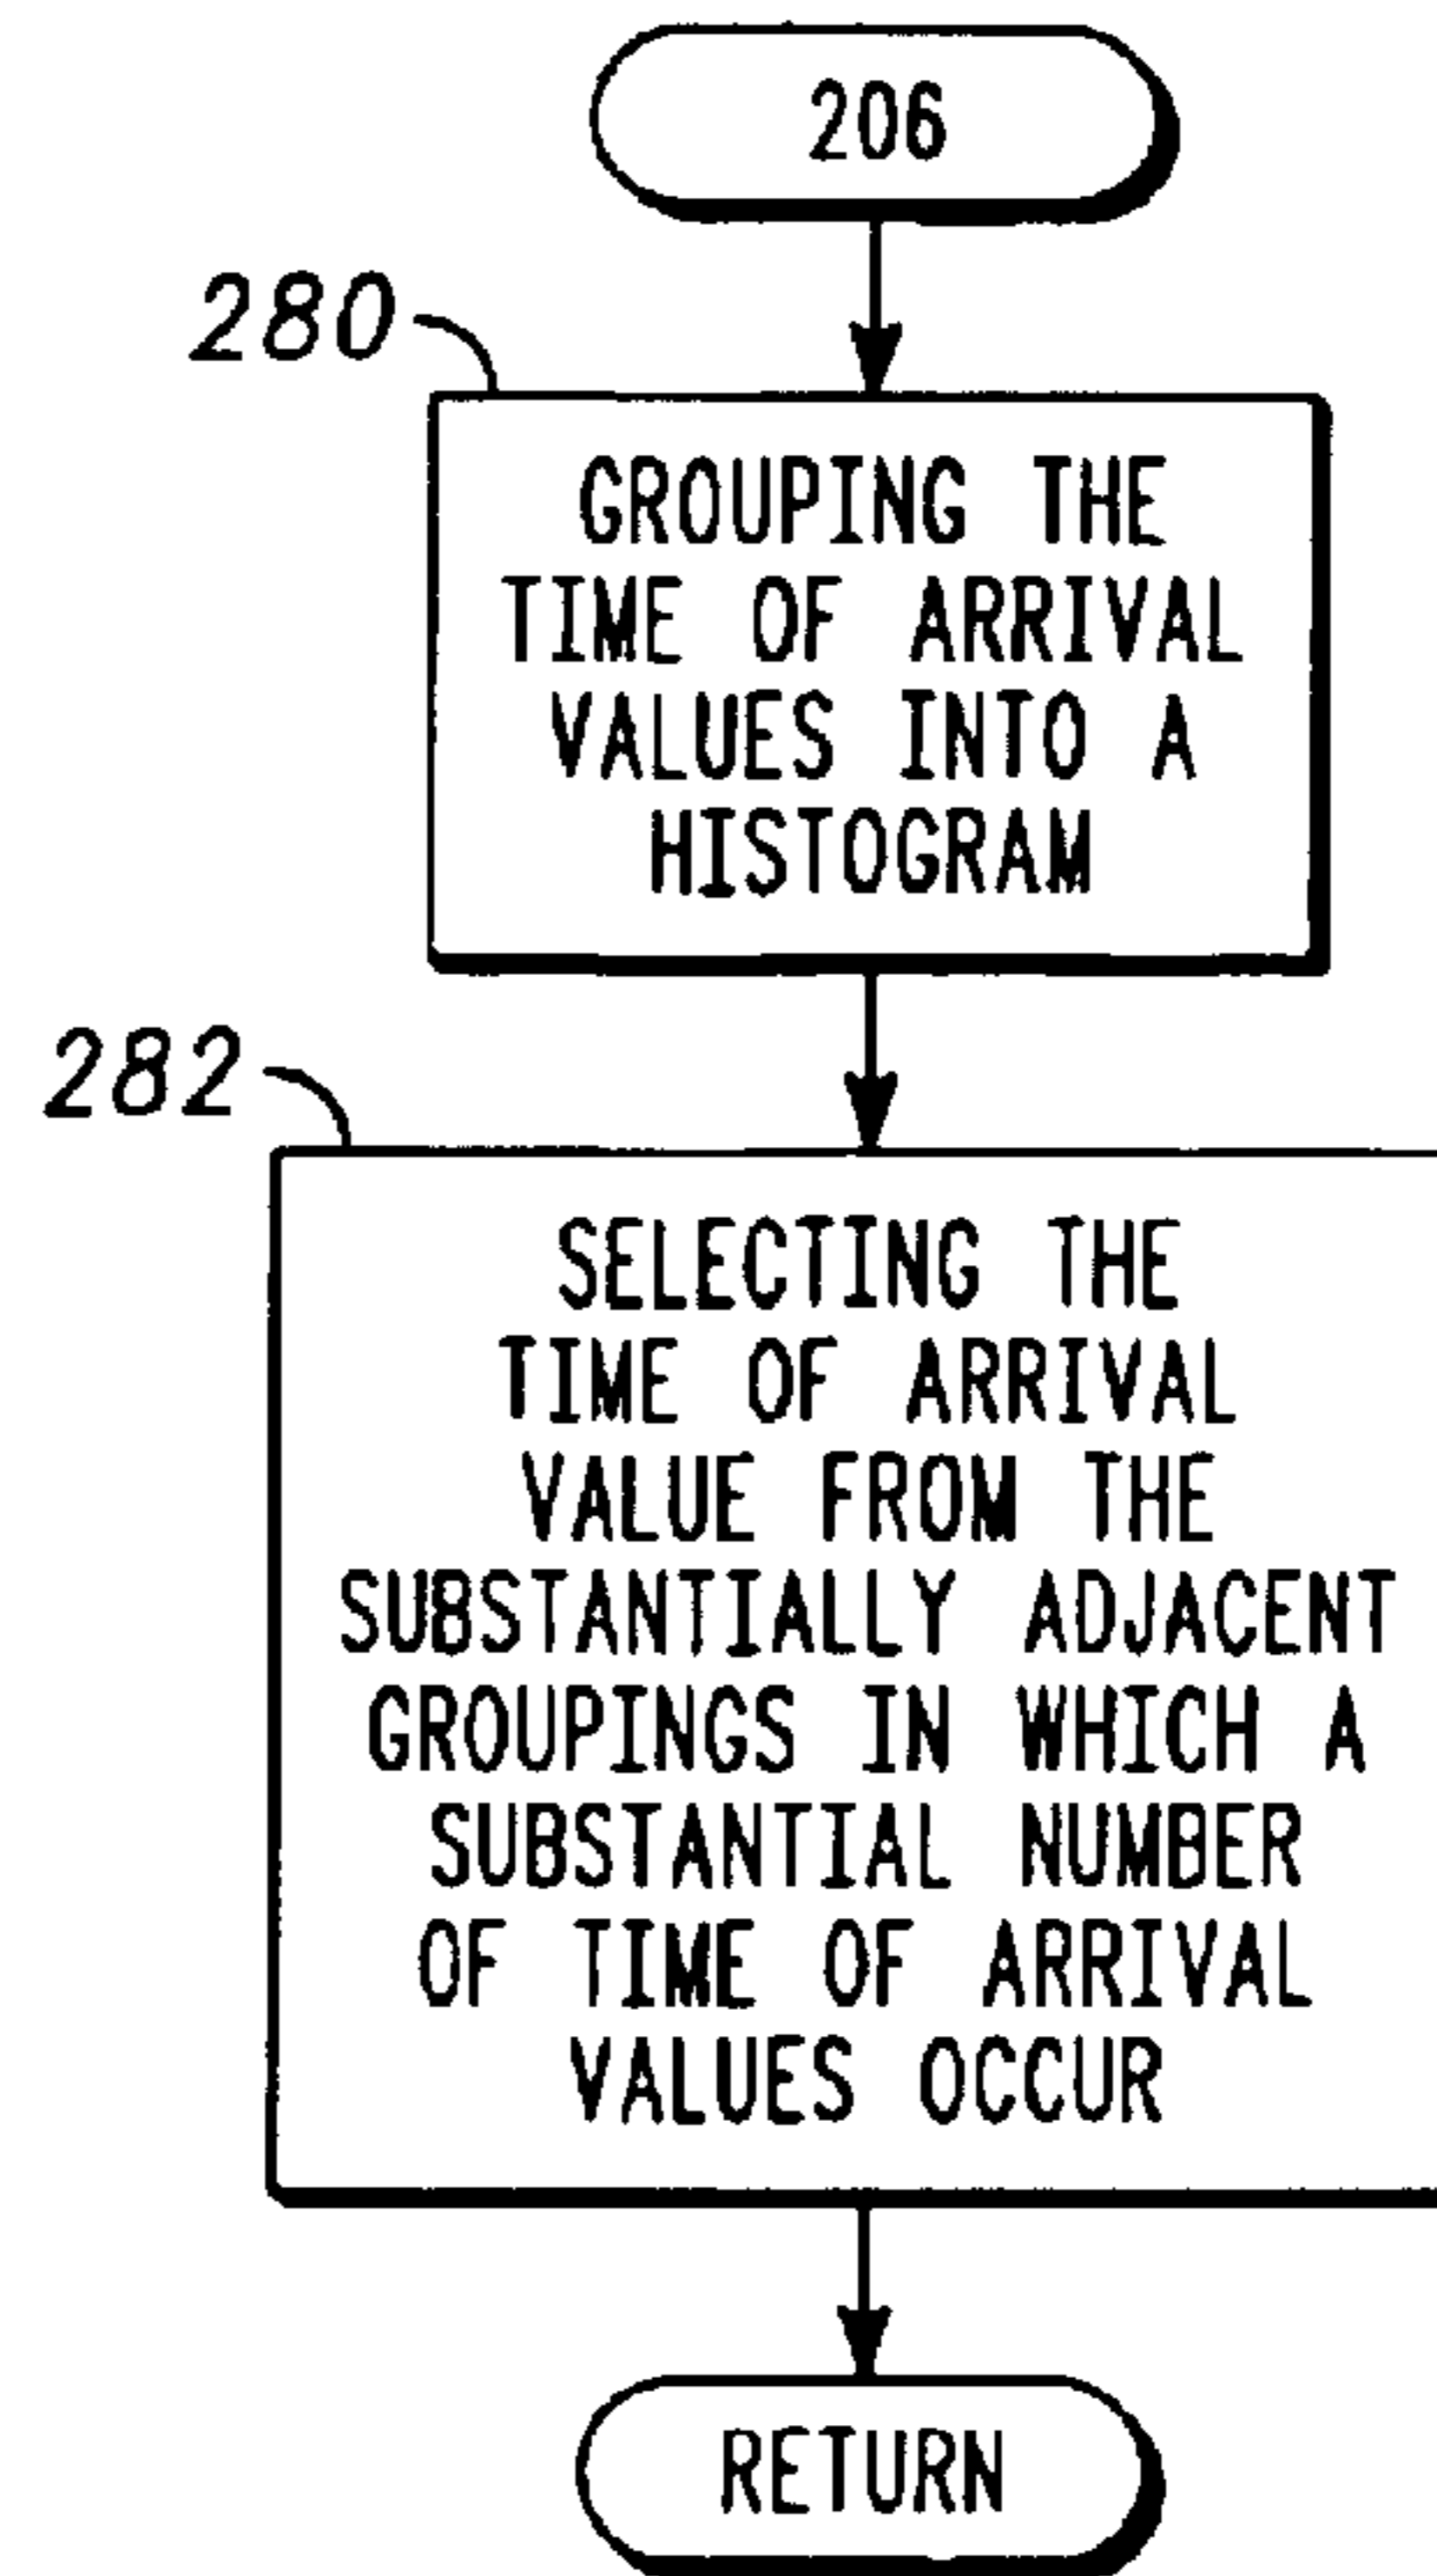 206
280
GROUPING THE
TIME OF ARRIVAL
VALUES INTO A
HISTOGRAM
282
SELECTING THE
TIME OF ARRIVAL
VALUE FROM THE
SUBSTANTIALLY ADJACENT
GROUPINGS IN WHICH A
SUBSTANTIAL NUMBER
OF TIME OF ARRIVAL
VALUES OCCUR
RETURN